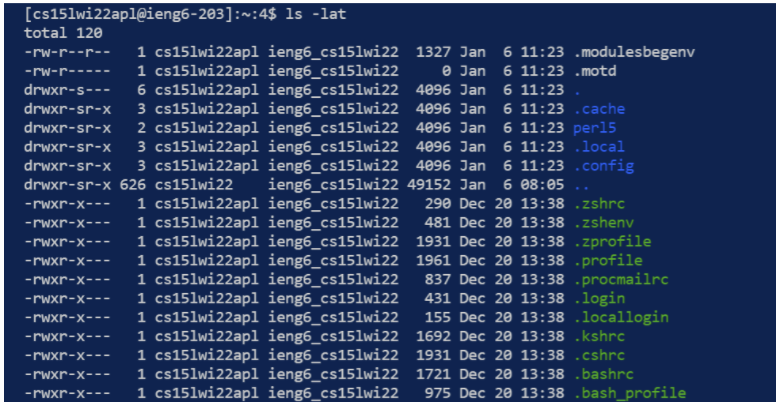 [cs15lwi22apl@ieng6-203]:~:4$ ls -lat
total 120
-rw-r--r--   1 cs15lwi22apl ieng6_cs15lwi22  1327 Jan  6 11:23 .modulesbegenv
-rw-r-----   1 cs15lwi22apl ieng6_cs15lwi22     0 Jan  6 11:23 .motd
drwxr-s---   6 cs15lwi22apl ieng6_cs15lwi22  4096 Jan  6 11:23 .
drwxr-sr-x   3 cs15lwi22apl ieng6_cs15lwi22  4096 Jan  6 11:23 .cache
drwxr-sr-x   2 cs15lwi22apl ieng6_cs15lwi22  4096 Jan  6 11:23 perl5
drwxr-sr-x   3 cs15lwi22apl ieng6_cs15lwi22  4096 Jan  6 11:23 .local
drwxr-sr-x   3 cs15lwi22apl ieng6_cs15lwi22  4096 Jan  6 11:23 .config
drwxr-sr-x 626 cs15lwi22    ieng6_cs15lwi22 49152 Jan  6 08:05 ..
-rwxr-x---   1 cs15lwi22apl ieng6_cs15lwi22   290 Dec 20 13:38 .zshrc
-rwxr-x---   1 cs15lwi22apl ieng6_cs15lwi22   481 Dec 20 13:38 .zshenv
-rwxr-x---   1 cs15lwi22apl ieng6_cs15lwi22  1931 Dec 20 13:38 .zprofile
-rwxr-x---   1 cs15lwi22apl ieng6_cs15lwi22  1961 Dec 20 13:38 .profile
-rwxr-x---   1 cs15lwi22apl ieng6_cs15lwi22   837 Dec 20 13:38 .procmailrc
-rwxr-x---   1 cs15lwi22apl ieng6_cs15lwi22   431 Dec 20 13:38 .login
-rwxr-x---   1 cs15lwi22apl ieng6_cs15lwi22   155 Dec 20 13:38 .locallogin
-rwxr-x---   1 cs15lwi22apl ieng6_cs15lwi22  1692 Dec 20 13:38 .kshrc
-rwxr-x---   1 cs15lwi22apl ieng6_cs15lwi22  1931 Dec 20 13:38 .cshrc
-rwxr-x---   1 cs15lwi22apl ieng6_cs15lwi22  1721 Dec 20 13:38 .bashrc
-rwxr-x---   1 cs15lwi22apl ieng6_cs15lwi22   975 Dec 20 13:38 .bash_profile